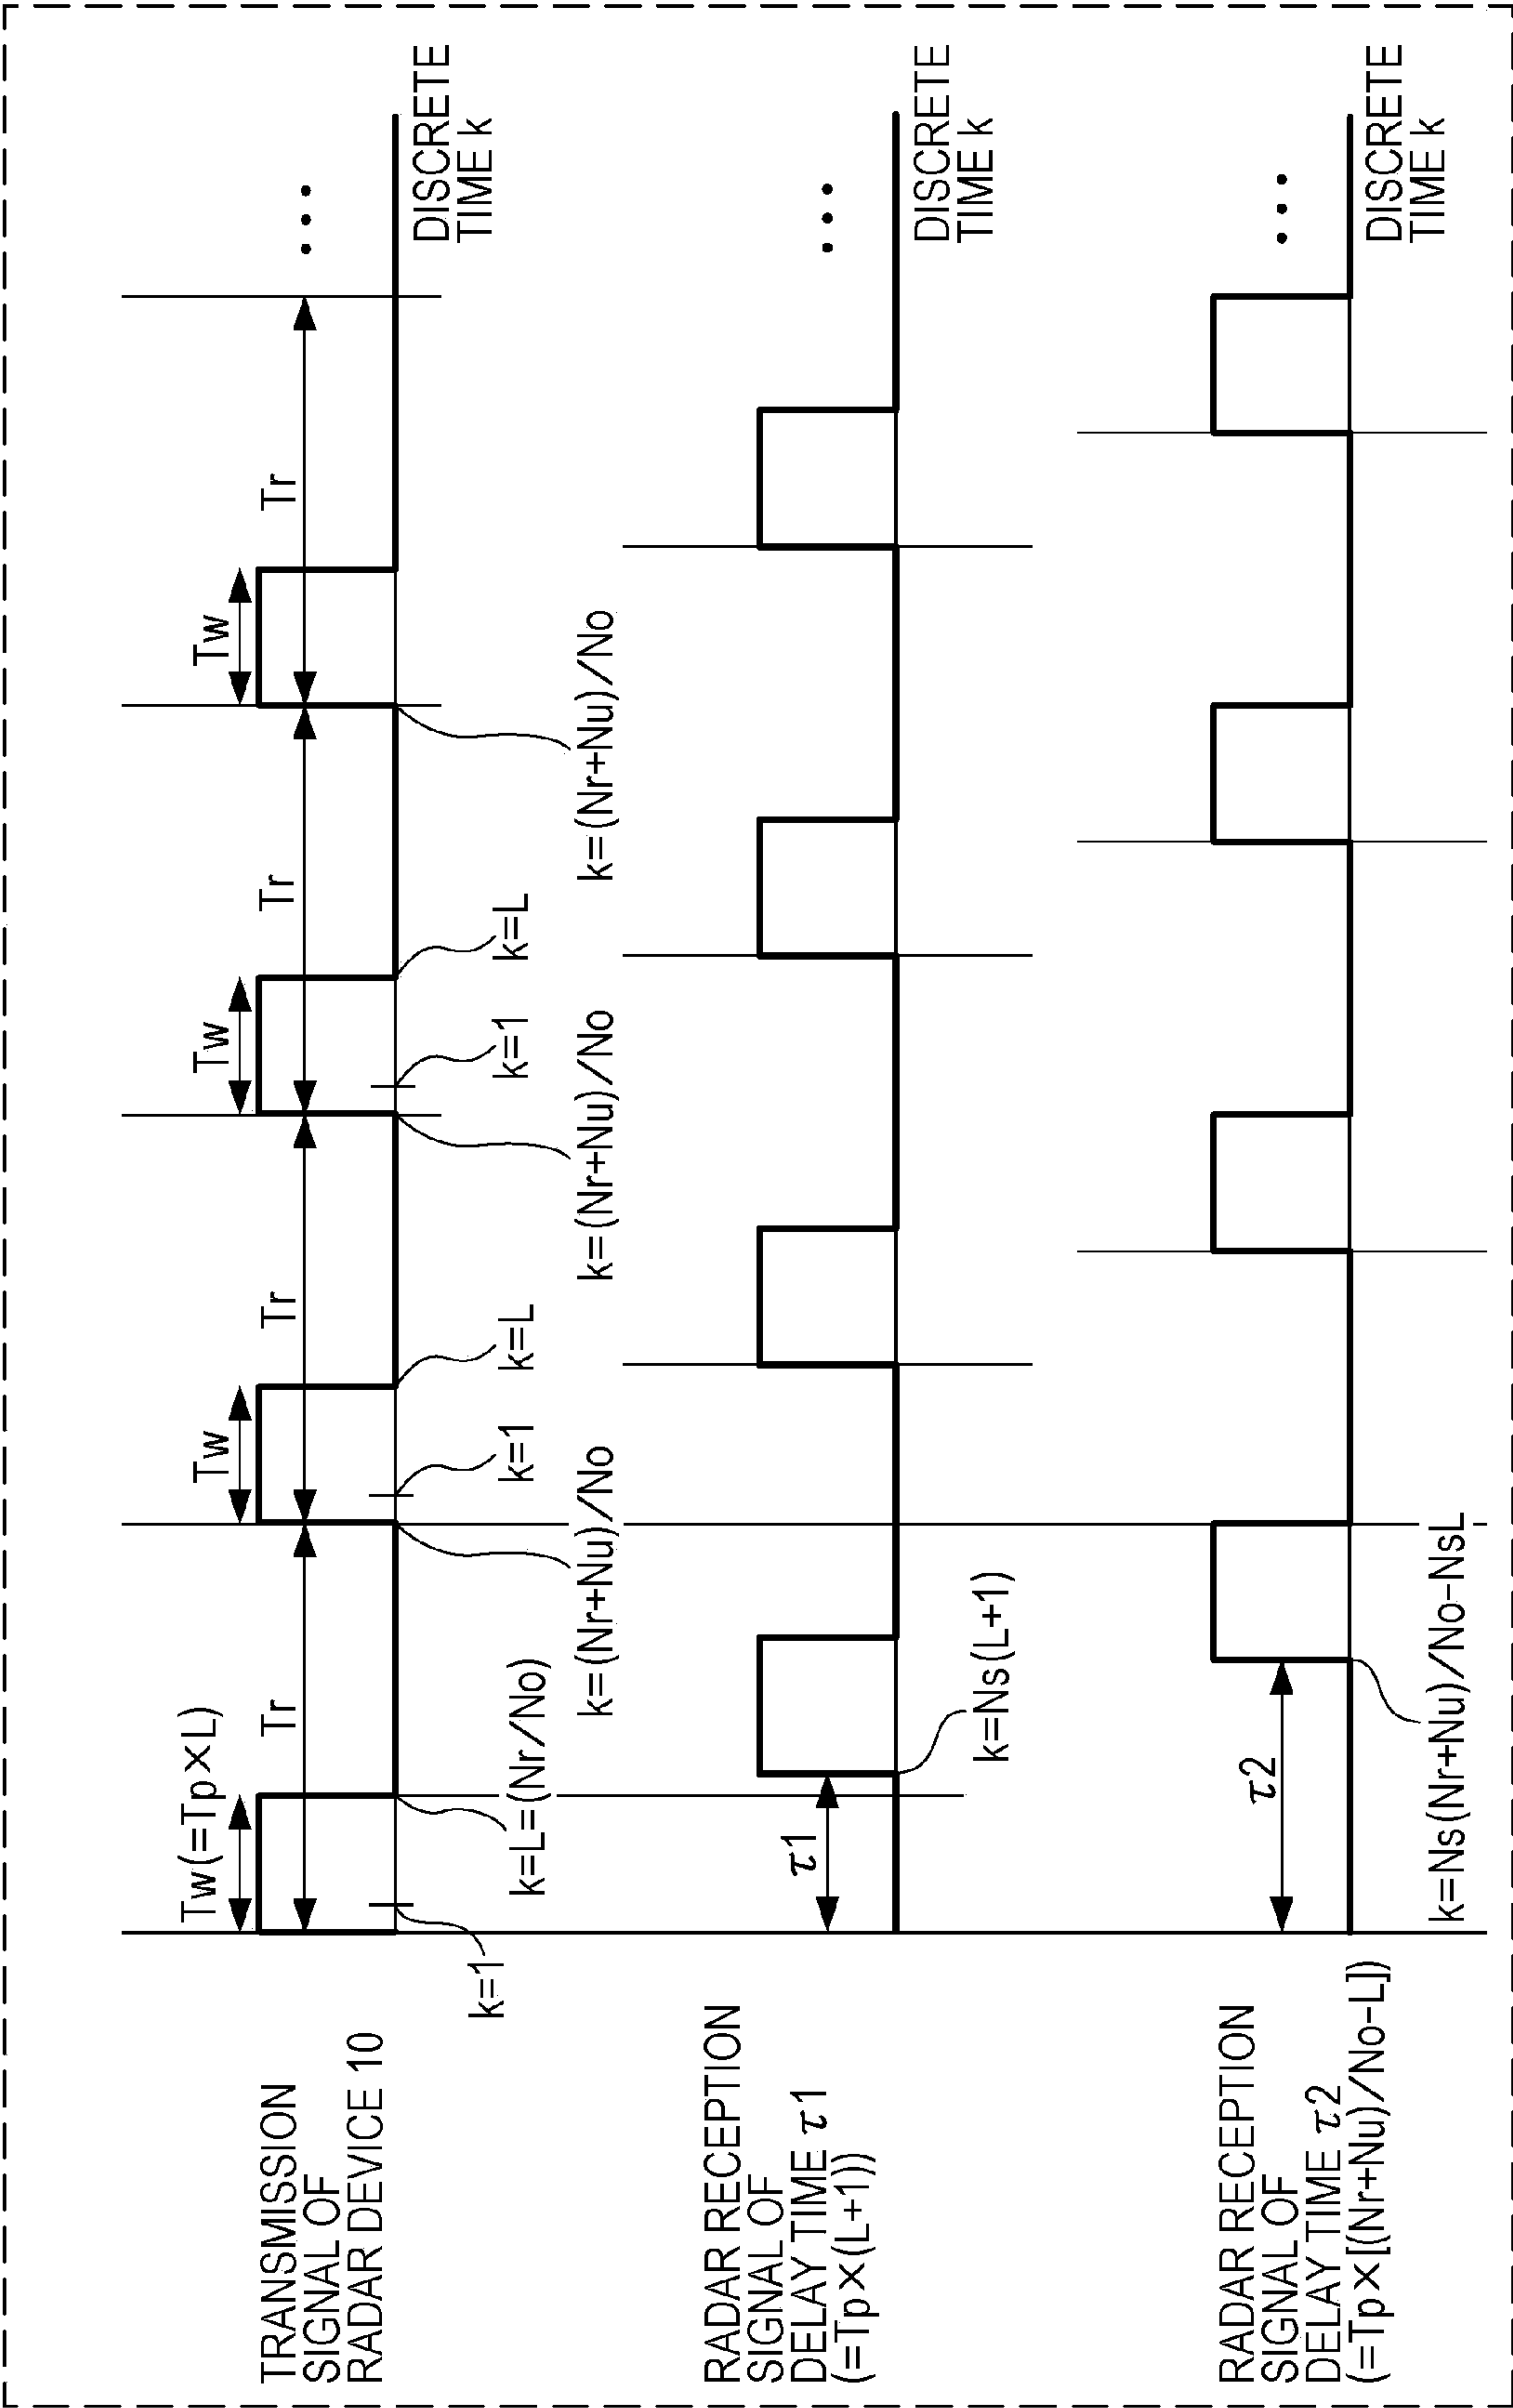 TRANSMISSION
SIGNAL OF
RADAR DEVICE 10
Tw(=Tp×L)
Tw
Tw
Tw
Tr
Tr
Tr
Tr
...
k=1
k=L=(Nr/No)
k=1
k=L
k=1
k=L
DISCRETE
TIME k
k=(Nr+Nu)/No
k=(Nr+Nu)/No
k=(Nr+Nu)/No
RADAR RECEPTION
SIGNAL OF
DELAY TIME τ1
(=Tp×(L+1))
τ1
...
k=Ns(L+1)
DISCRETE
TIME k
RADAR RECEPTION
SIGNAL OF
DELAY TIME τ2
(=Tp×[(Nr+Nu)/No-L])
τ2
...
k=Ns(Nr+Nu)/No-NsL
DISCRETE
TIME k